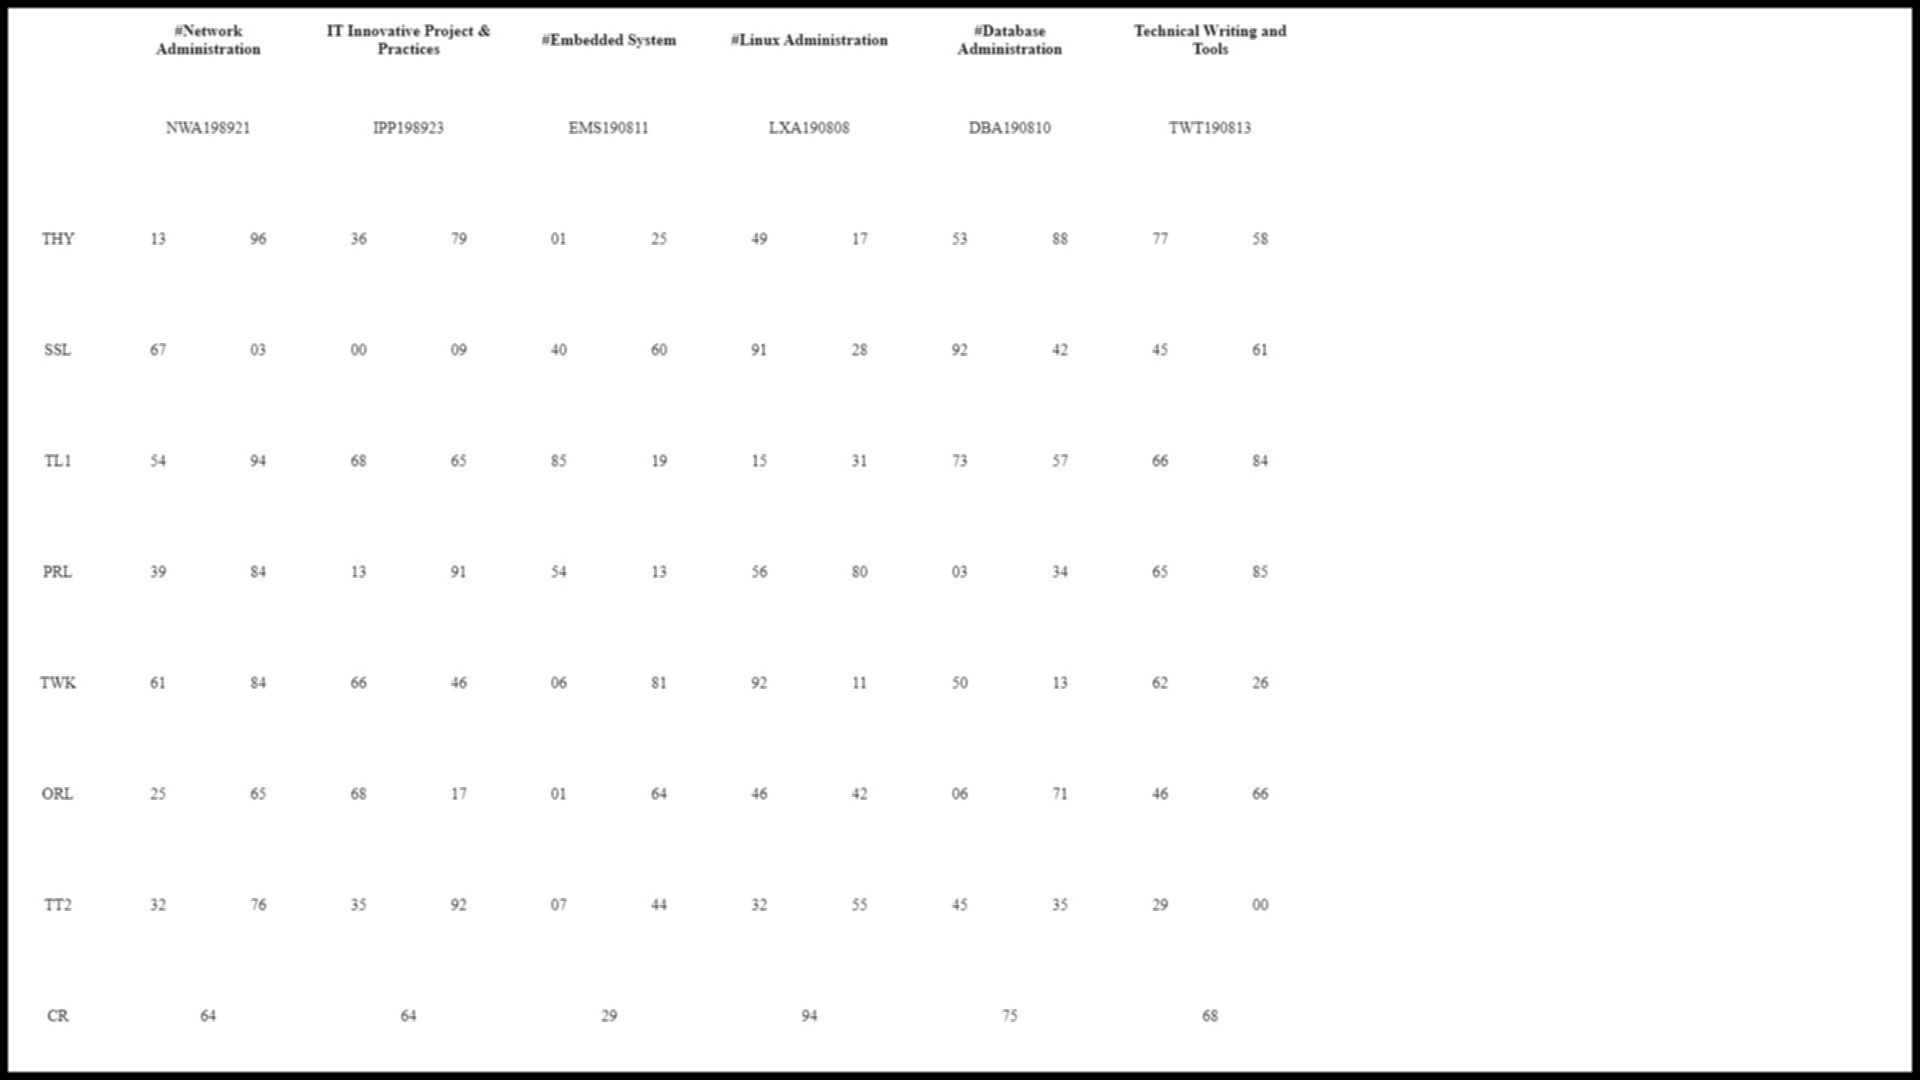 #Network Administration IT Innovative Project & Practices #Embedded System #Linux Administration #Database Administration Technical Writing and Tools
NWA198921 IPP198923 EMS190811 LXA190808 DBA190810 TWT190813
THY 13 96 36 79 01 25 49 17 53 88 77 58
SSL 67 03 00 09 40 60 91 28 92 42 45 61
TL1 54 94 68 65 85 19 15 31 73 57 66 84
PRL 39 84 13 91 54 13 56 80 03 34 65 85
TWK 61 84 66 46 06 81 92 11 50 13 62 26
ORL 25 65 68 17 01 64 46 42 06 71 46 66
TT2 32 76 35 92 07 44 32 55 45 35 29 00
CR 64 64 29 94 75 68